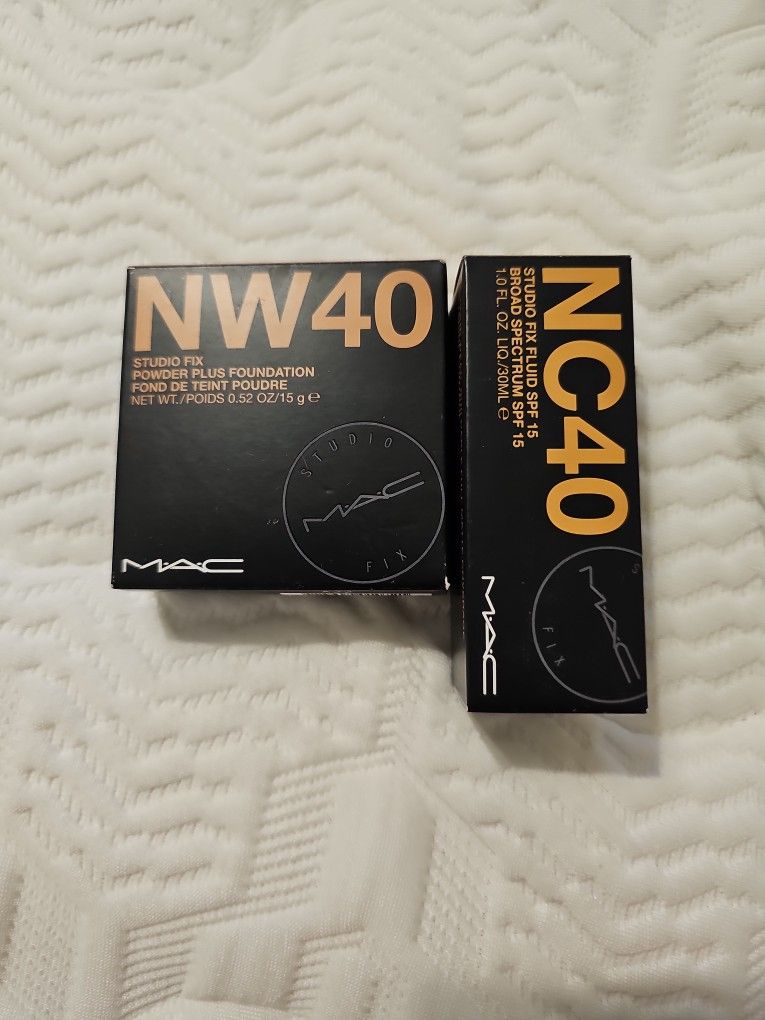 NW40
STUDIO FIX
POWDER PLUS FOUNDATION
FOND DE TEINT POUDRE
NET WT./POIDS 0.52 OZ/15 g ℮
STUDIO
MAC
FIX
MAC
NC40
STUDIO FIX FLUID SPF 15
BROAD SPECTRUM SPF 15
1.0 FL. OZ. LIQ./30ML ℮
MAC
FIX
MAC